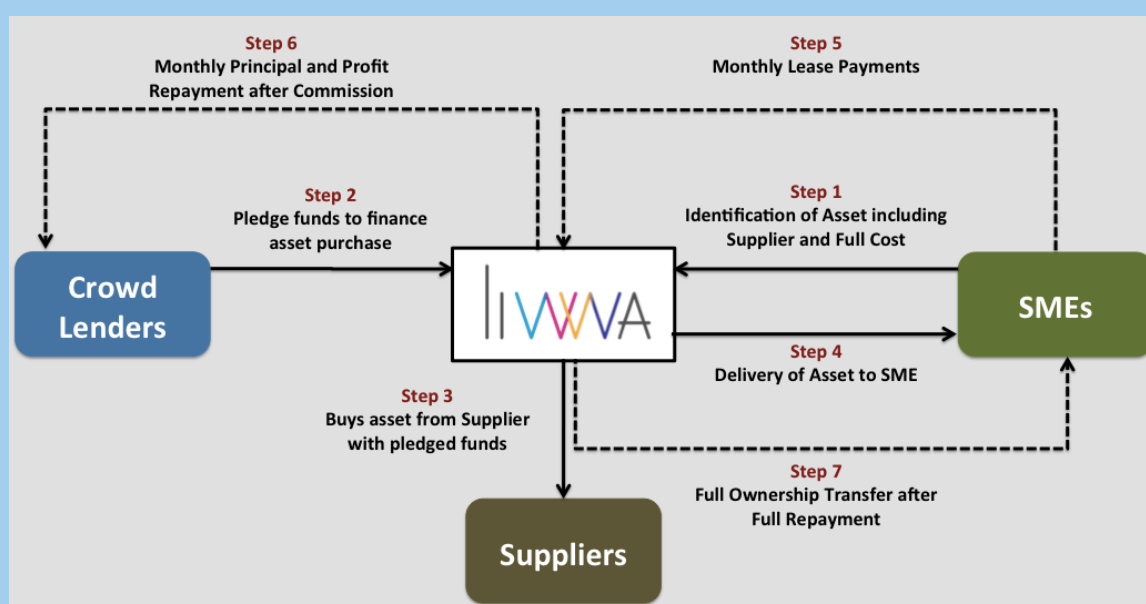 Step 6
Monthly Principal and Profit
Repayment after Commission
Step 5
Monthly Lease Payments
Step 2
Pledge funds to finance
asset purchase
Step 1
Identification of Asset including
Supplier and Full Cost
Crowd
Lenders
liwwa
SMEs
Step 4
Delivery of Asset to SME
Step 3
Buys asset from Supplier
with pledged funds
Step 7
Full Ownership Transfer after
Full Repayment
Suppliers